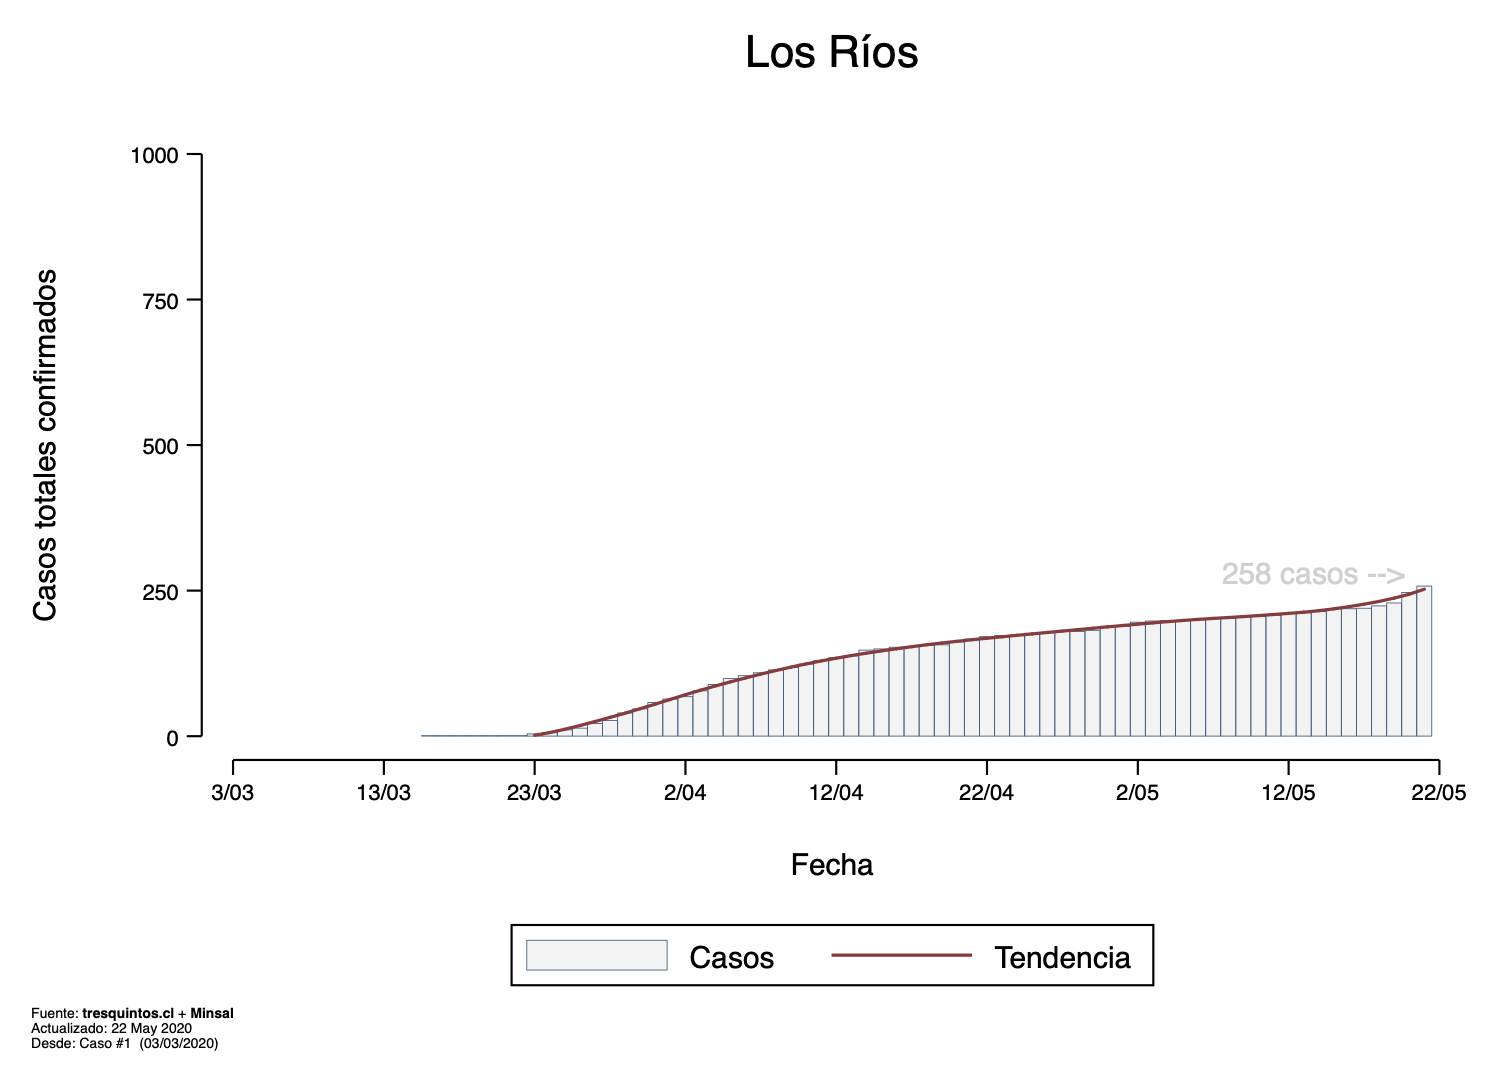 Los Ríos
Casos totales confirmados
1000
750
500
250
0
258 casos -->
3/03 13/03 23/03 2/04 12/04 22/04 2/05 12/05 22/05
Fecha
Casos Tendencia
Fuente: tresquintos.cl + Minsal
Actualizado: 22 May 2020
Desde: Caso #1 (03/03/2020)